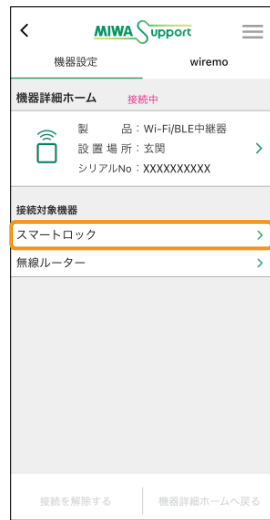 MIWA Support
機器設定 wiremo
機器詳細ホーム 接続中
製 品：Wi-Fi/BLE中継器
設置場所：玄関
シリアルNo：XXXXXXXXXX
接続対象機器
スマートロック
無線ルーター
接続を解除する 機器詳細ホームへ戻る